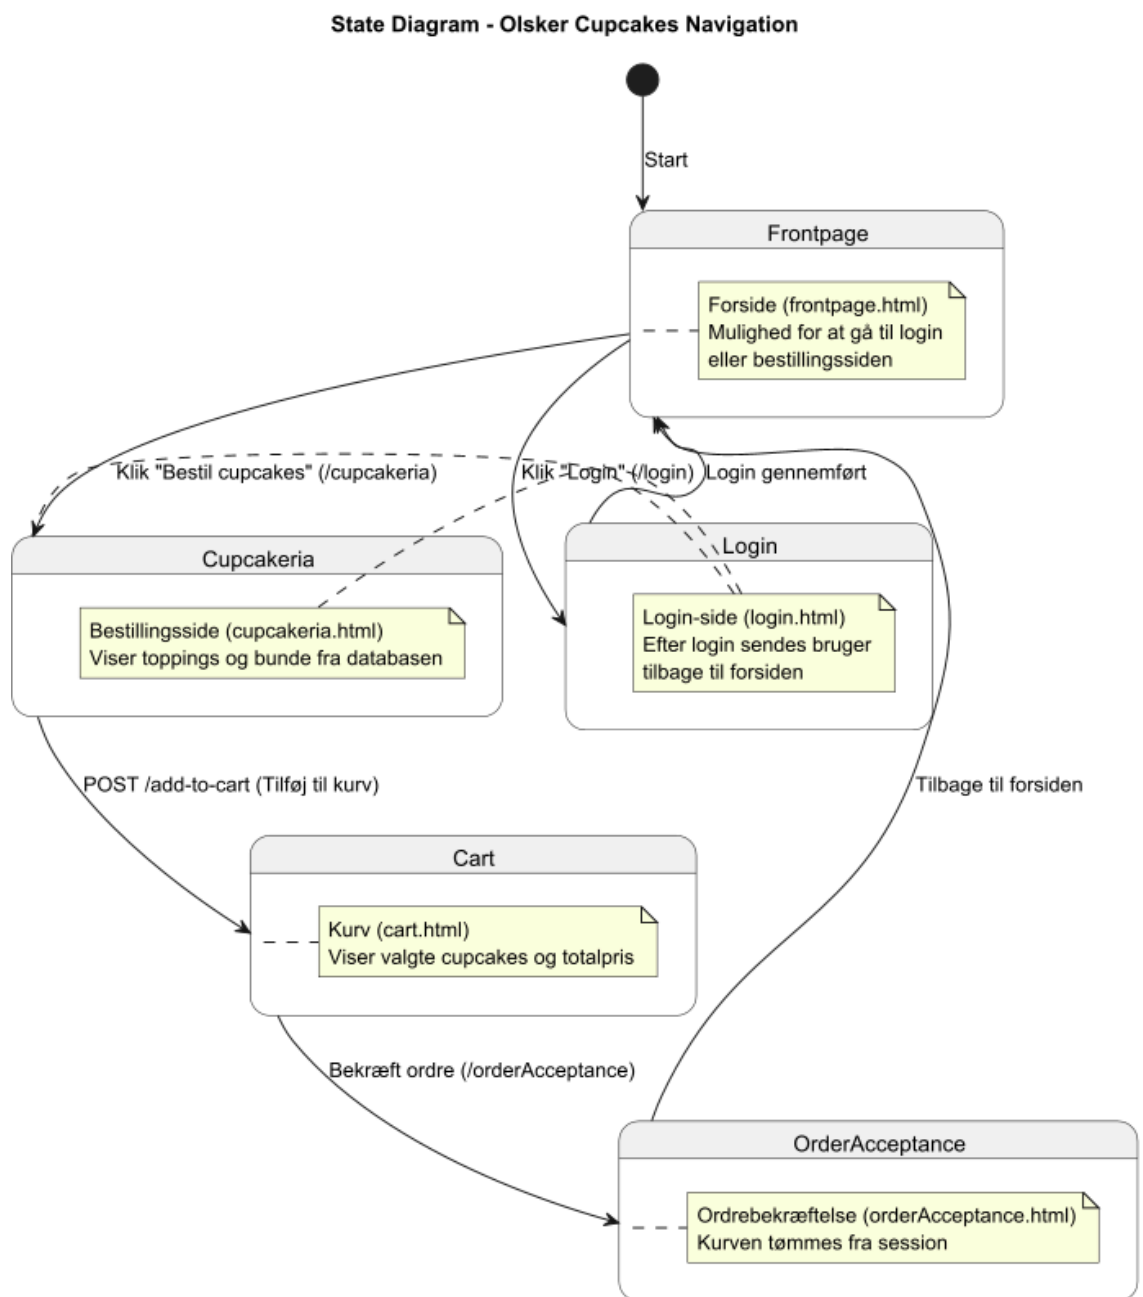 State Diagram - Olsker Cupcakes Navigation
Start
Frontpage
Forside (frontpage.html)
Mulighed for at gå til login
eller bestillingssiden
Klik "Bestil cupcakes" (/cupcakeria)
Klik "Login" (/login)
Login gennemført
Cupcakeria
Bestillingsside (cupcakeria.html)
Viser toppings og bunde fra databasen
Login
Login-side (login.html)
Efter login sendes bruger
tilbage til forsiden
POST /add-to-cart (Tilføj til kurv)
Tilbage til forsiden
Cart
Kurv (cart.html)
Viser valgte cupcakes og totalpris
Bekræft ordre (/orderAcceptance)
OrderAcceptance
Ordrebekræftelse (orderAcceptance.html)
Kurven tømmes fra session